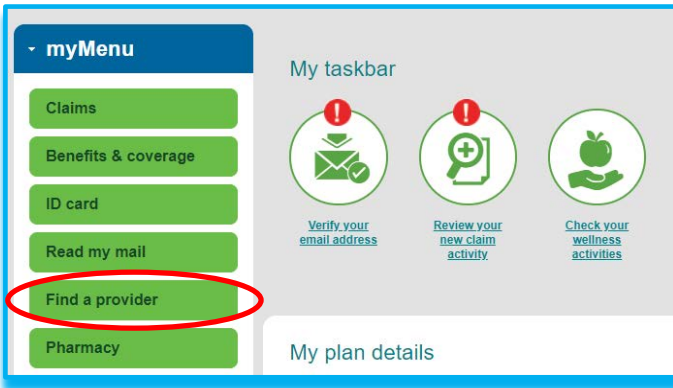 myMenu
Claims
Benefits & coverage
ID card
Read my mail
Find a provider
Pharmacy
My taskbar
!
!
Verify your
email address
Review your
new claim
activity
Check your
wellness
activities
My plan details